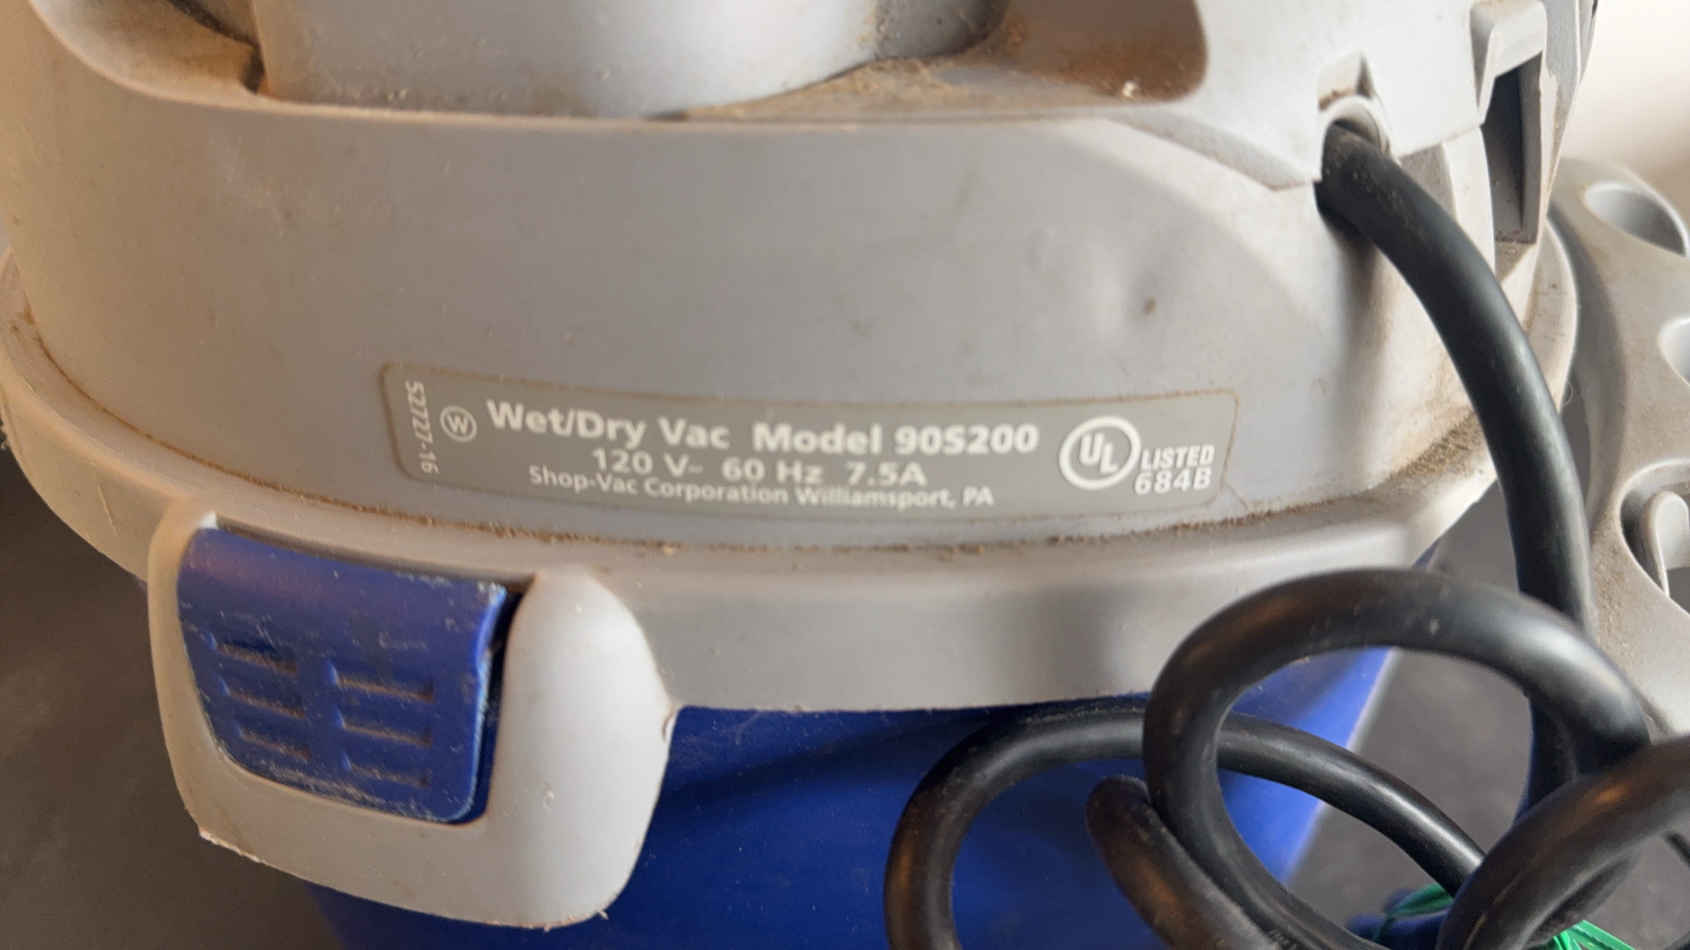 52727-16
W
Wet/Dry Vac Model 90S200
120 V~ 60 Hz 7.5A
Shop-Vac Corporation Williamsport, PA
UL
LISTED
684B